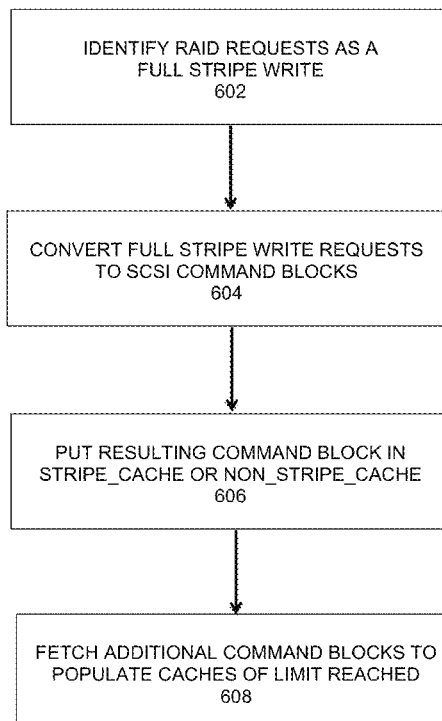 IDENTIFY RAID REQUESTS AS A
FULL STRIPE WRITE
602
CONVERT FULL STRIPE WRITE REQUESTS
TO SCSI COMMAND BLOCKS
604
PUT RESULTING COMMAND BLOCK IN
STRIPE_CACHE OR NON_STRIPE_CACHE
606
FETCH ADDITIONAL COMMAND BLOCKS TO
POPULATE CACHES OF LIMIT REACHED
608